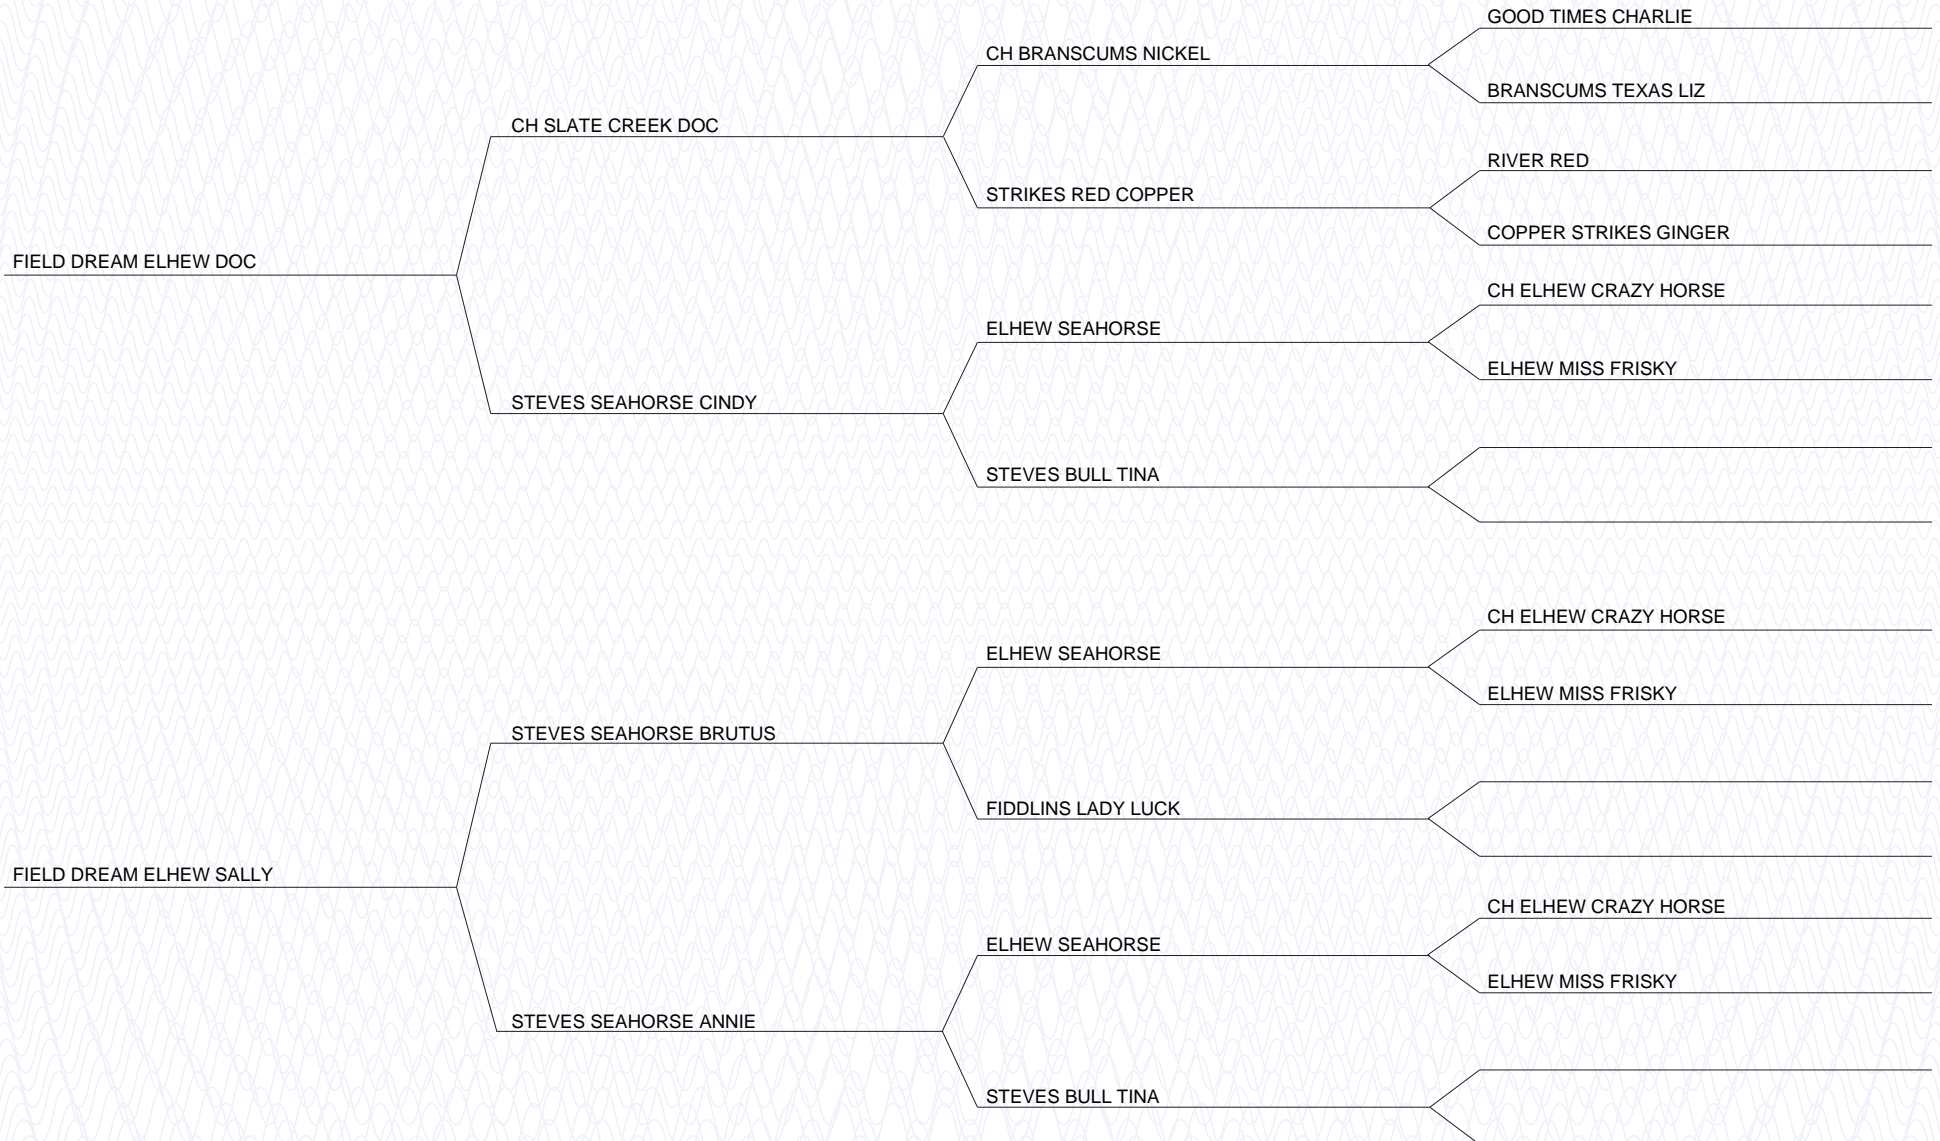 GOOD TIMES CHARLIE
CH BRANSCUMS NICKEL
BRANSCUMS TEXAS LIZ
CH SLATE CREEK DOC
RIVER RED
STRIKES RED COPPER
COPPER STRIKES GINGER
FIELD DREAM ELHEW DOC
CH ELHEW CRAZY HORSE
ELHEW SEAHORSE
ELHEW MISS FRISKY
STEVES SEAHORSE CINDY
STEVES BULL TINA
CH ELHEW CRAZY HORSE
ELHEW SEAHORSE
ELHEW MISS FRISKY
STEVES SEAHORSE BRUTUS
FIDDLINS LADY LUCK
FIELD DREAM ELHEW SALLY
CH ELHEW CRAZY HORSE
ELHEW SEAHORSE
ELHEW MISS FRISKY
STEVES SEAHORSE ANNIE
STEVES BULL TINA